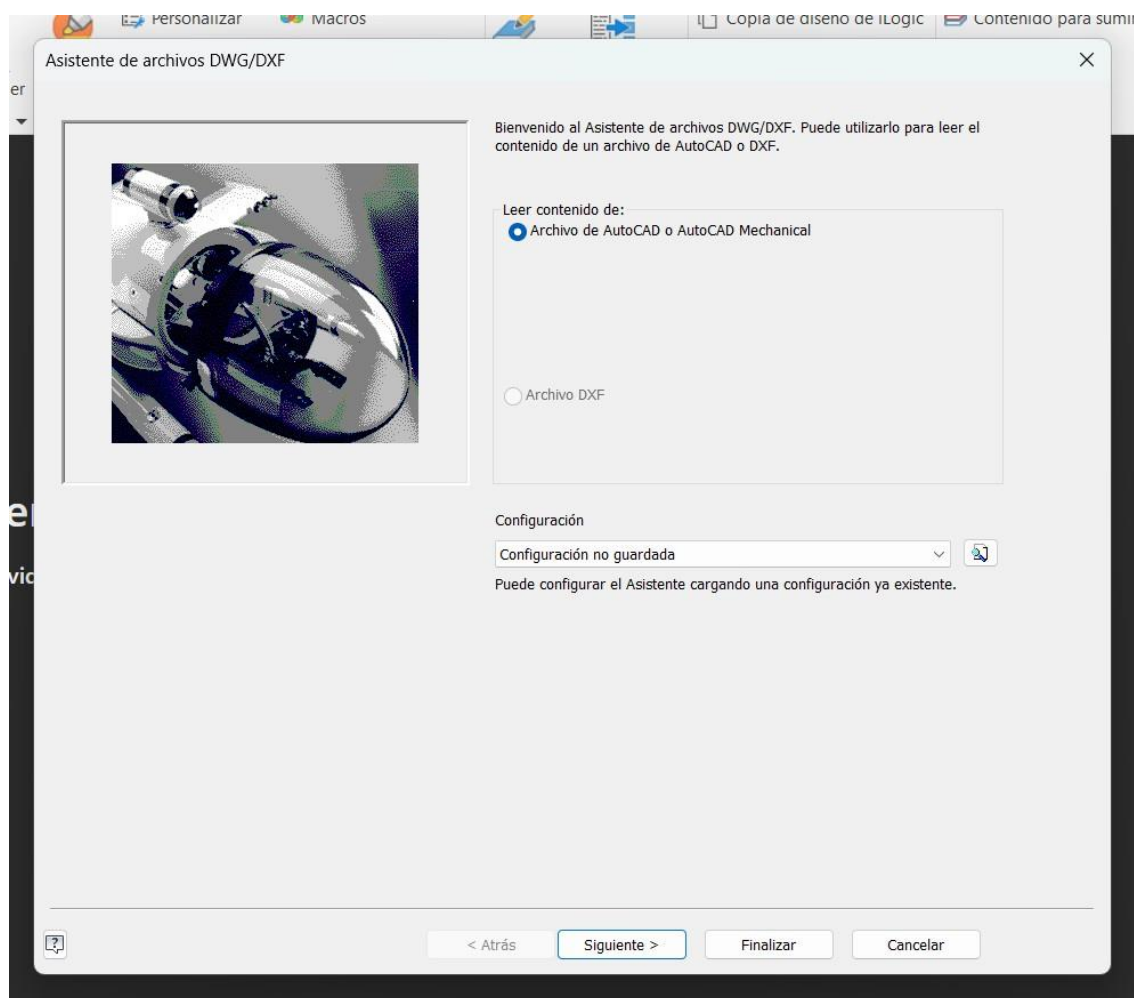 Personalizar
Macros
Copia de diseño de iLogic
Contenido para
Asistente de archivos DWG/DXF
er
Bienvenido al Asistente de archivos DWG/DXF. Puede utilizarlo para leer el
contenido de un archivo de AutoCAD o DXF.
Leer contenido de:
Archivo de AutoCAD o AutoCAD Mechanical
Archivo DXF
Configuración
Configuración no guardada
Puede configurar el Asistente cargando una configuración ya existente.
< Atrás
Siguiente >
Finalizar
Cancelar